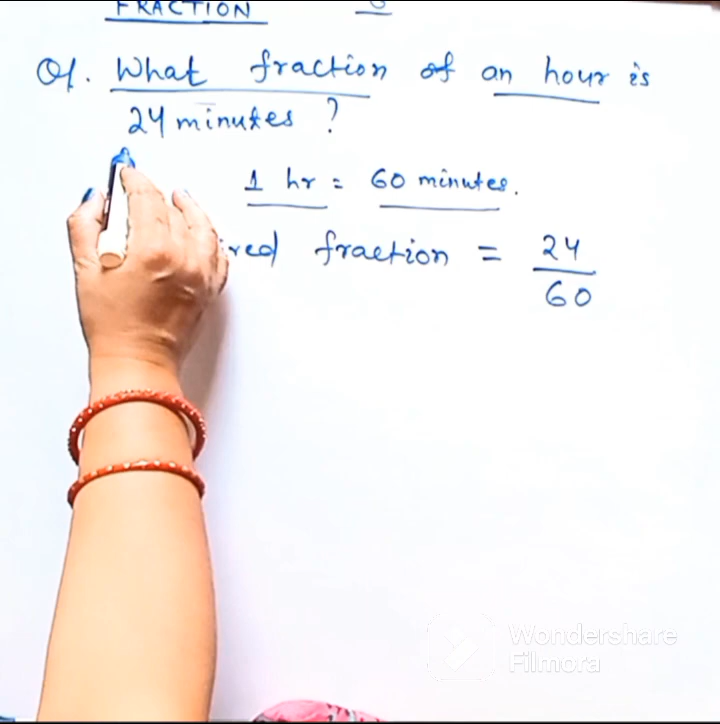 FRACTION
Q1. What fraction of an hour is
24 minutes ?
1 hr = 60 minutes.
fraction = 24/60
Wondershare
Filmora